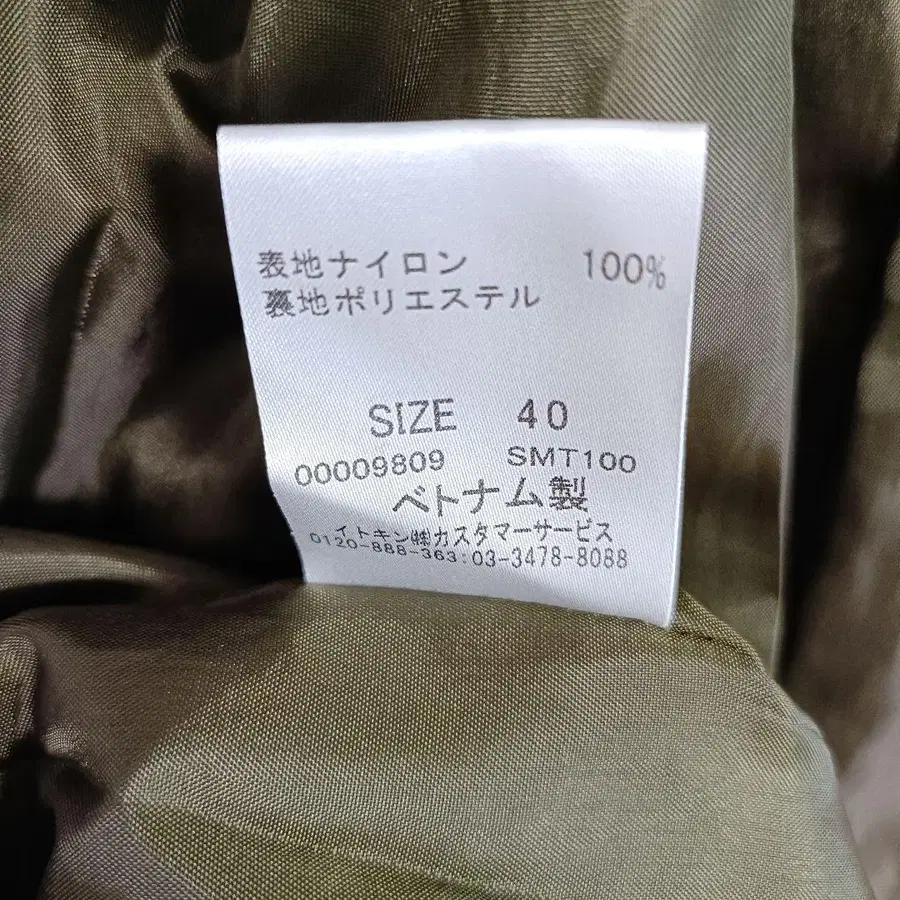 表地ナイロン 100%
裏地ポリエステル
SIZE 40
00009809 SMT100
ベトナム製
イトキン㈱カスタマーサービス
0120-888-363:03-3478-8088